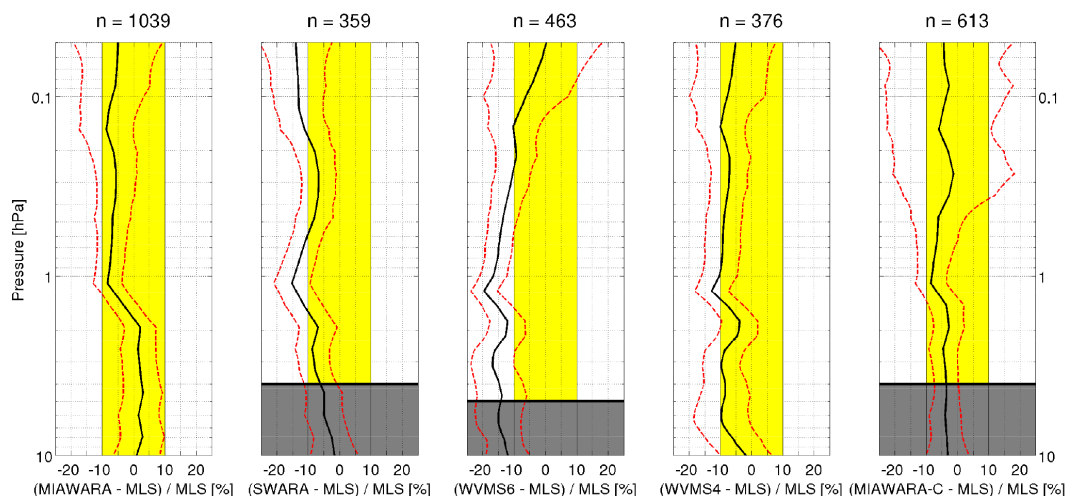 n = 1039 n = 359 n = 463 n = 376 n = 613
0.1 0.1
Pressure [hPa]
1 1
10 10
-20 -10 0 10 20 -20 -10 0 10 20 -20 -10 0 10 20 -20 -10 0 10 20 -20 -10 0 10 20
(MIAWARA - MLS) / MLS [%] (SWARA - MLS) / MLS [%] (WVMS6 - MLS) / MLS [%] (WVMS4 - MLS) / MLS [%] (MIAWARA-C - MLS) / MLS [%]